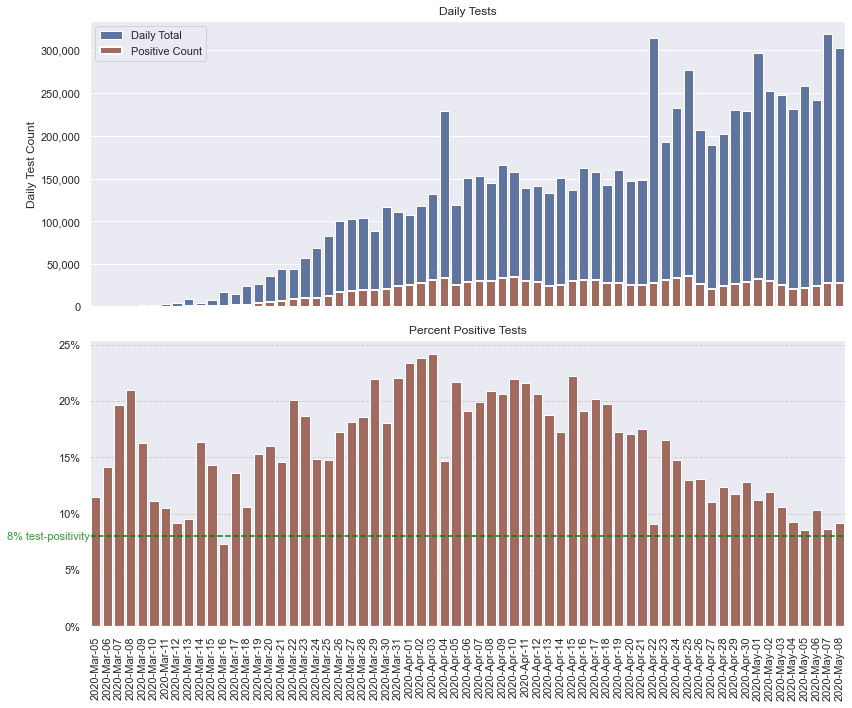 Daily Tests
Daily Total
Positive Count
300,000
250,000
200,000
150,000
100,000
50,000
0
Daily Test Count
Percent Positive Tests
25%
20%
15%
10%
8% test-positivity
5%
0%
2020-Mar-05
2020-Mar-06
2020-Mar-07
2020-Mar-08
2020-Mar-09
2020-Mar-10
2020-Mar-11
2020-Mar-12
2020-Mar-13
2020-Mar-14
2020-Mar-15
2020-Mar-16
2020-Mar-17
2020-Mar-18
2020-Mar-19
2020-Mar-20
2020-Mar-21
2020-Mar-22
2020-Mar-23
2020-Mar-24
2020-Mar-25
2020-Mar-26
2020-Mar-27
2020-Mar-28
2020-Mar-29
2020-Mar-30
2020-Mar-31
2020-Apr-01
2020-Apr-02
2020-Apr-03
2020-Apr-04
2020-Apr-05
2020-Apr-06
2020-Apr-07
2020-Apr-08
2020-Apr-09
2020-Apr-10
2020-Apr-11
2020-Apr-12
2020-Apr-13
2020-Apr-14
2020-Apr-15
2020-Apr-16
2020-Apr-17
2020-Apr-18
2020-Apr-19
2020-Apr-20
2020-Apr-21
2020-Apr-22
2020-Apr-23
2020-Apr-24
2020-Apr-25
2020-Apr-26
2020-Apr-27
2020-Apr-28
2020-Apr-29
2020-Apr-30
2020-May-01
2020-May-02
2020-May-03
2020-May-04
2020-May-05
2020-May-06
2020-May-07
2020-May-08